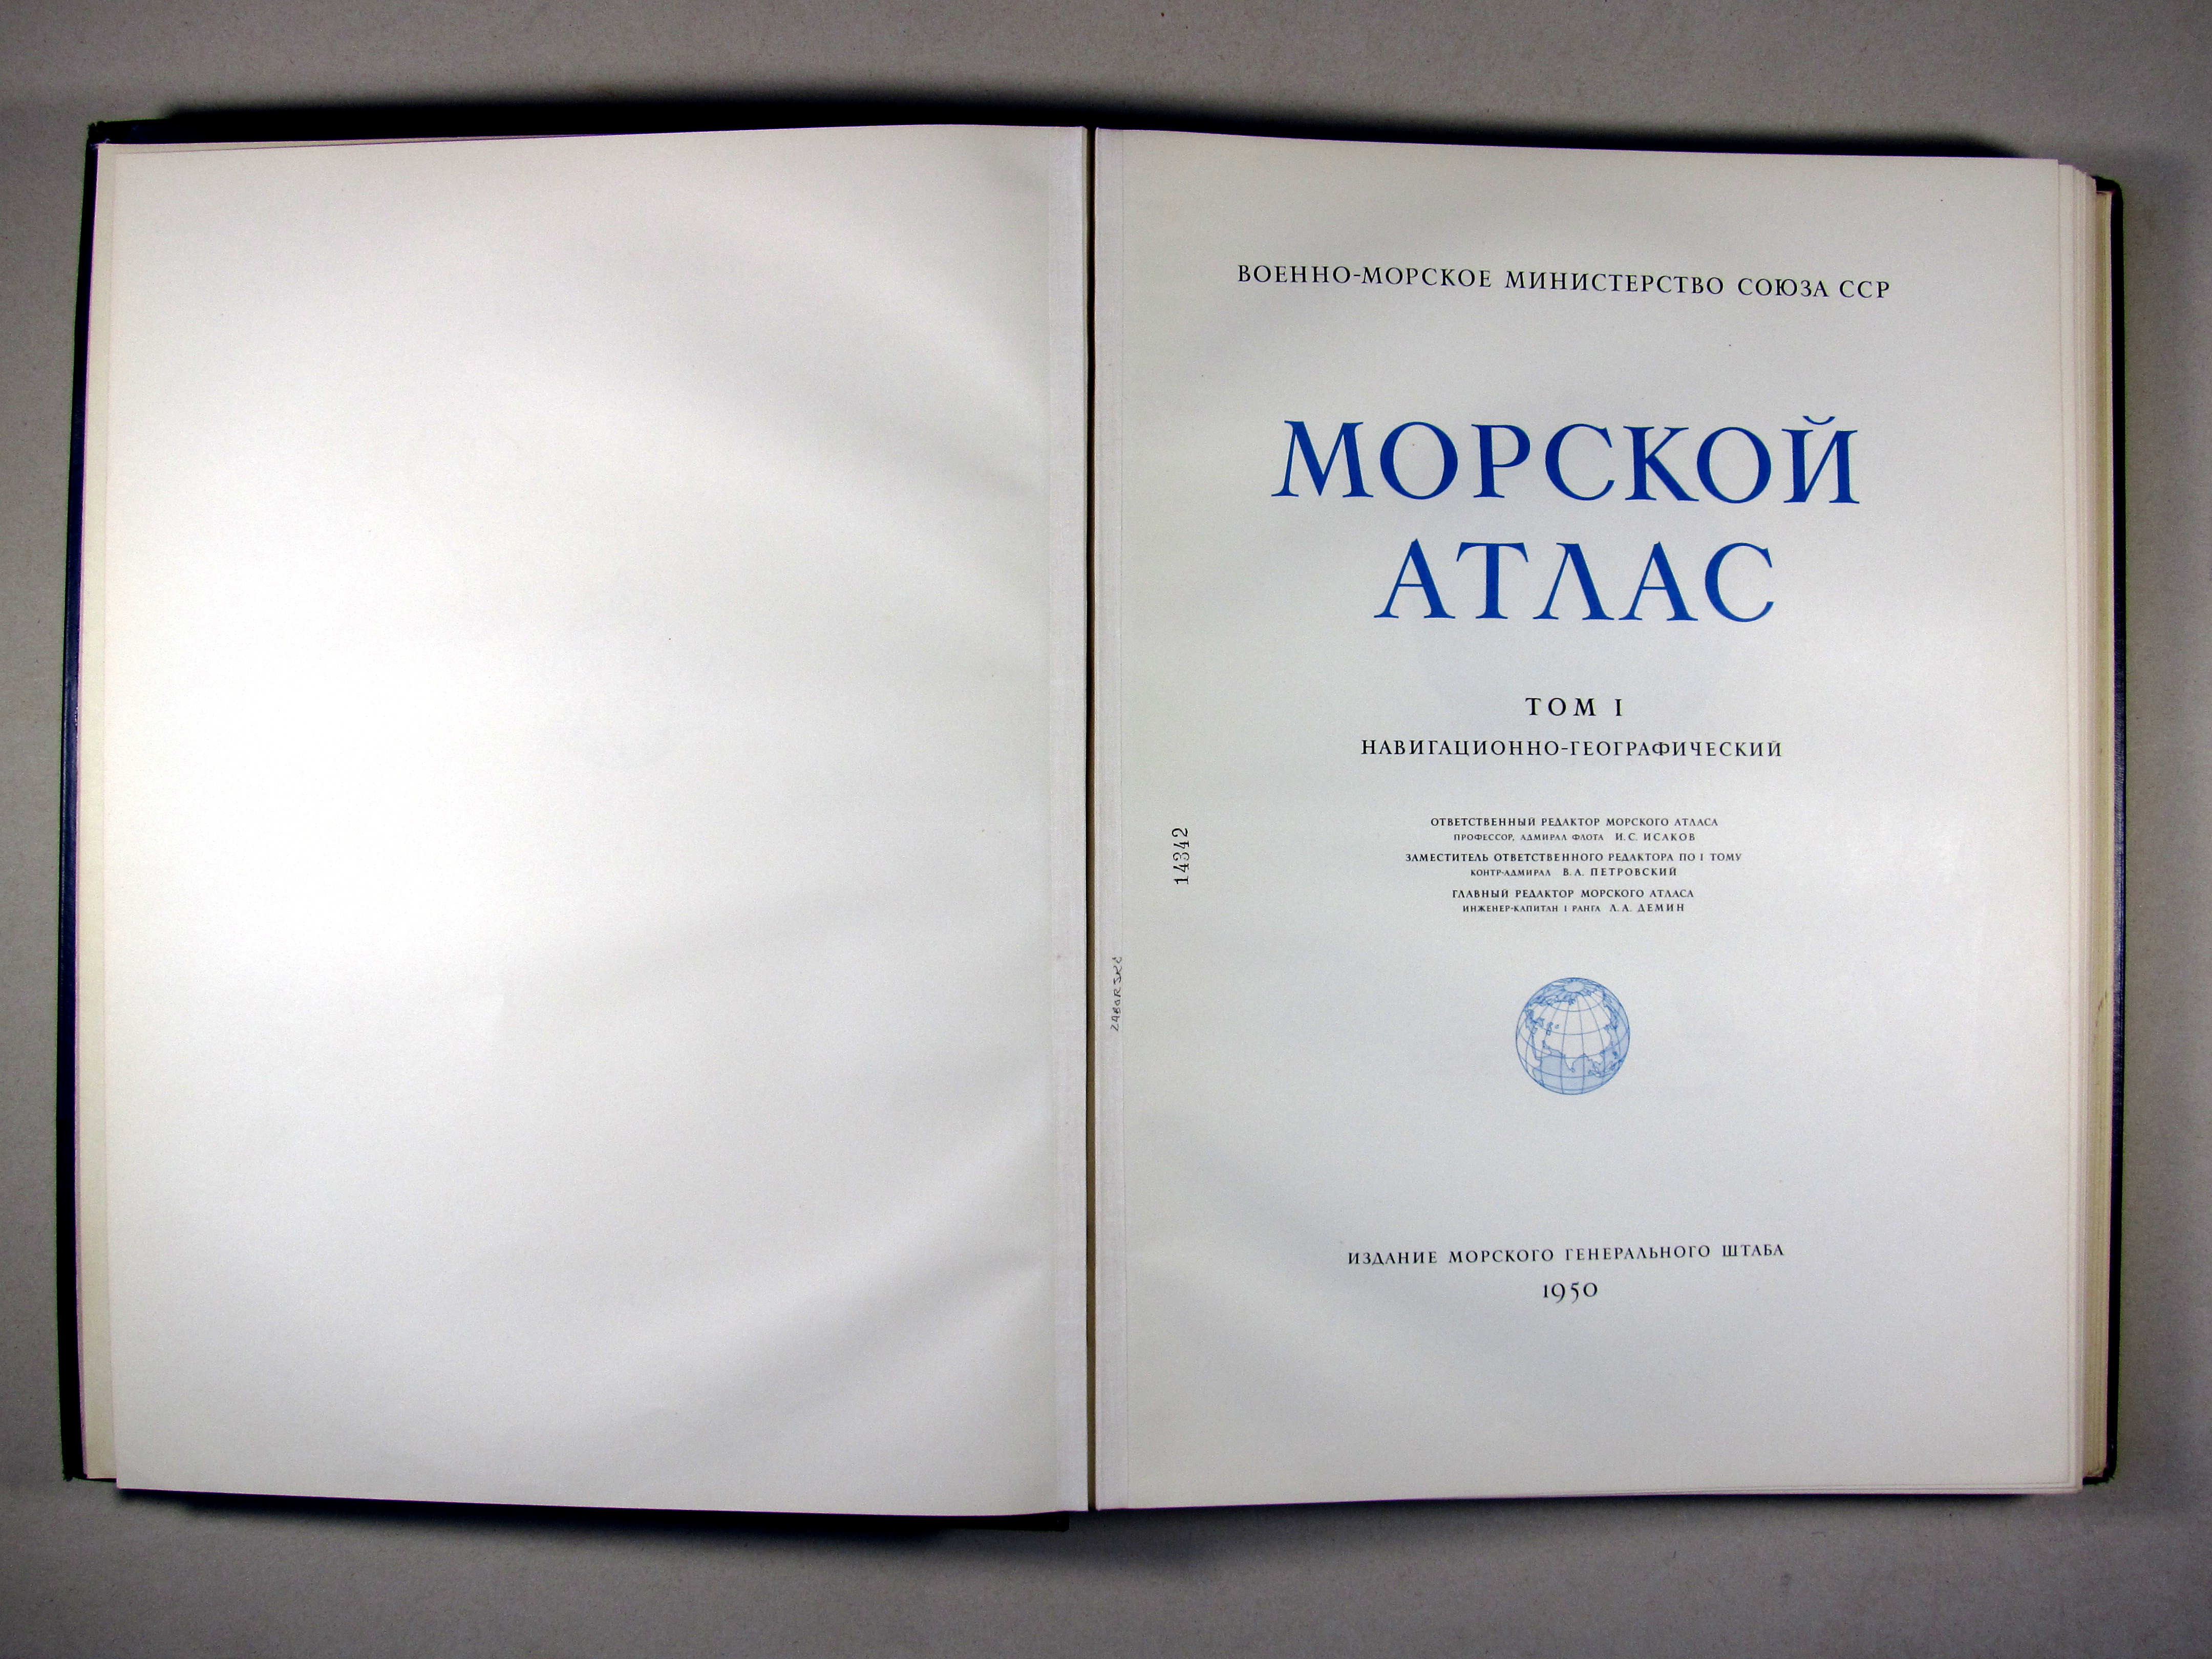 ВОЕННО-МОРСКОЕ МИНИСТЕРСТВО СОЮЗА ССР
МОРСКОЙ
АТЛАС
ТОМ I
НАВИГАЦИОННО-ГЕОГРАФИЧЕСКИЙ
ОТВЕТСТВЕННЫЙ РЕДАКТОР МОРСКОГО АТЛАСА
ПРОФЕССОР, АДМИРАЛ ФЛОТА И.С. ИСАКОВ
ЗАМЕСТИТЕЛЬ ОТВЕТСТВЕННОГО РЕДАКТОРА ПО I ТОМУ
КОНТР-АДМИРАЛ В.А. ПЕТРОВСКИЙ
ГЛАВНЫЙ РЕДАКТОР МОРСКОГО АТЛАСА
ИНЖЕНЕР-КАПИТАН I РАНГА Л.А. ДЕМИН
14342
ИЗДАНИЕ МОРСКОГО ГЕНЕРАЛЬНОГО ШТАБА
1950